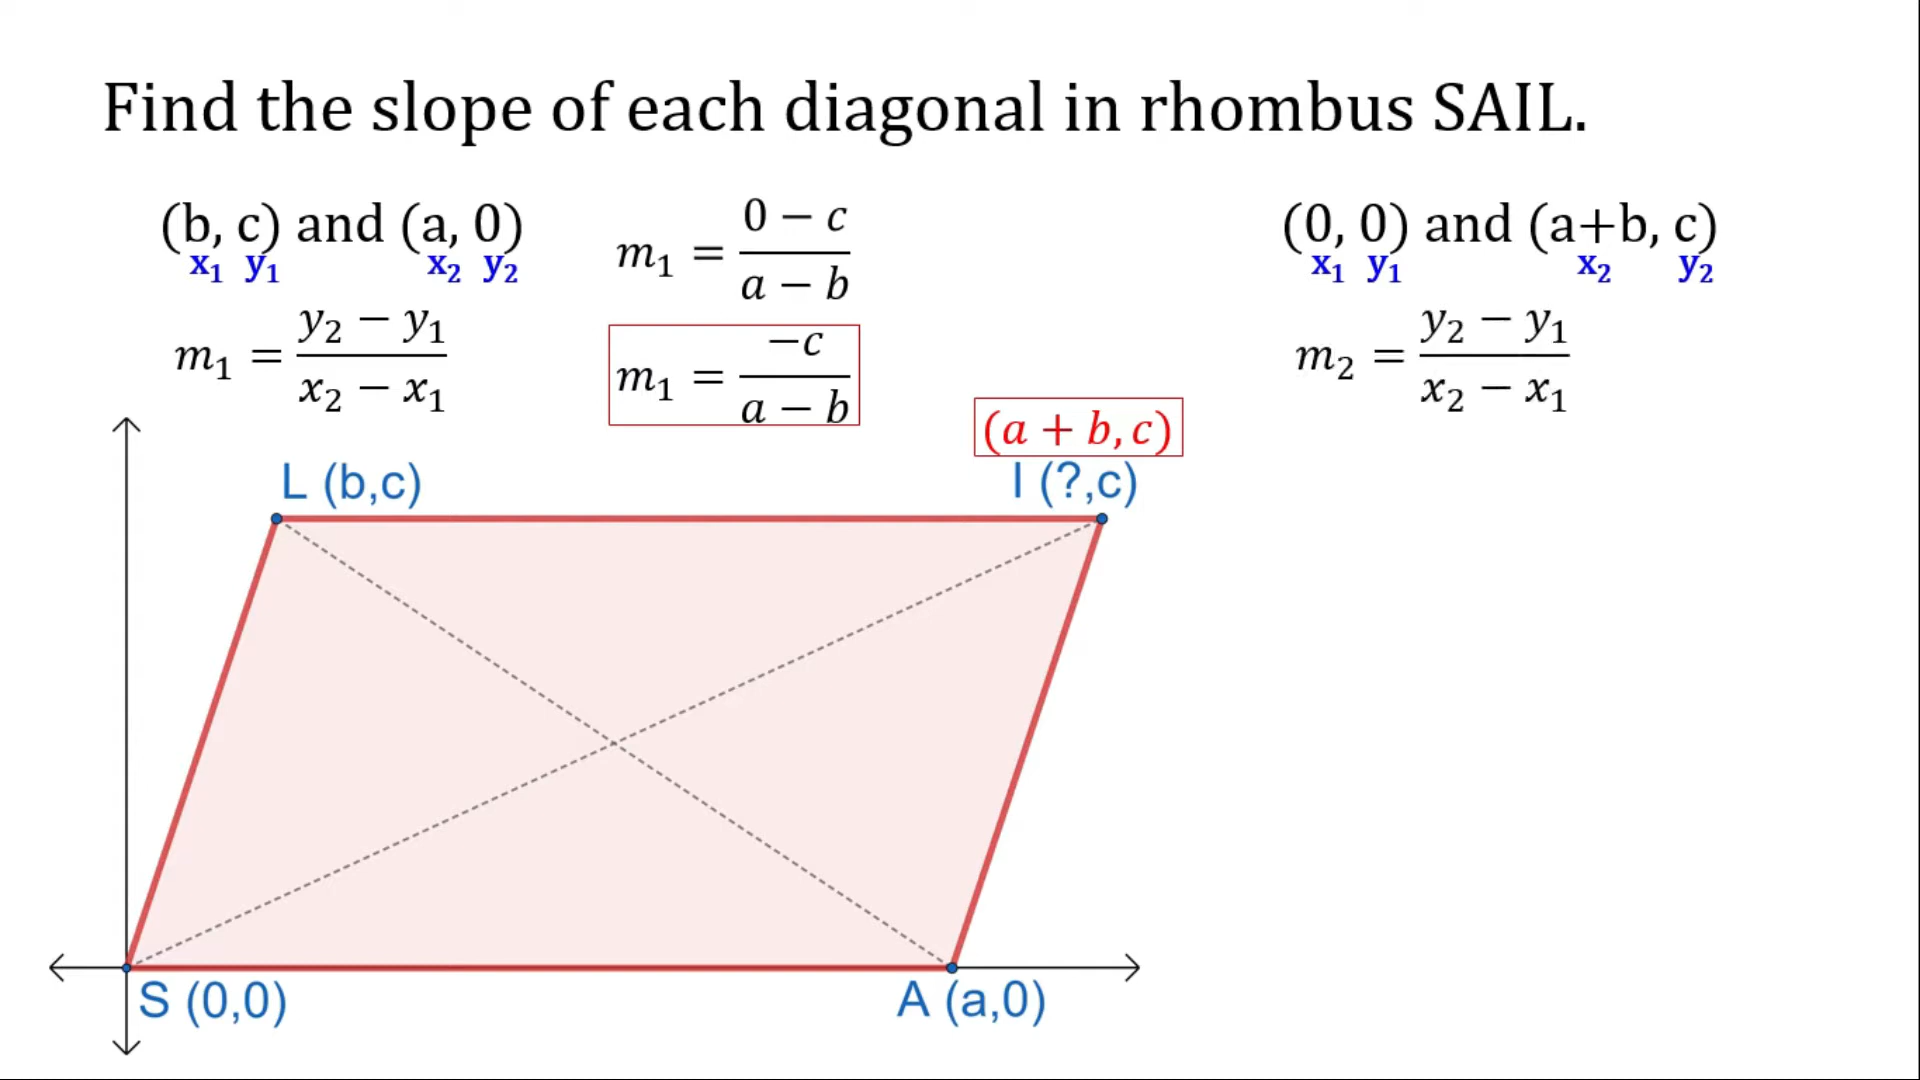 Find the slope of each diagonal in rhombus SAIL.
(b, c) and (a, 0)
x₁ y₁ x₂ y₂
m₁ = (y₂ − y₁)/(x₂ − x₁)
m₁ = (0 − c)/(a − b)
m₁ = −c/(a − b)
(0, 0) and (a+b, c)
x₁ y₁ x₂ y₂
m₂ = (y₂ − y₁)/(x₂ − x₁)
(a + b, c)
L (b,c)
I (?,c)
S (0,0)
A (a,0)